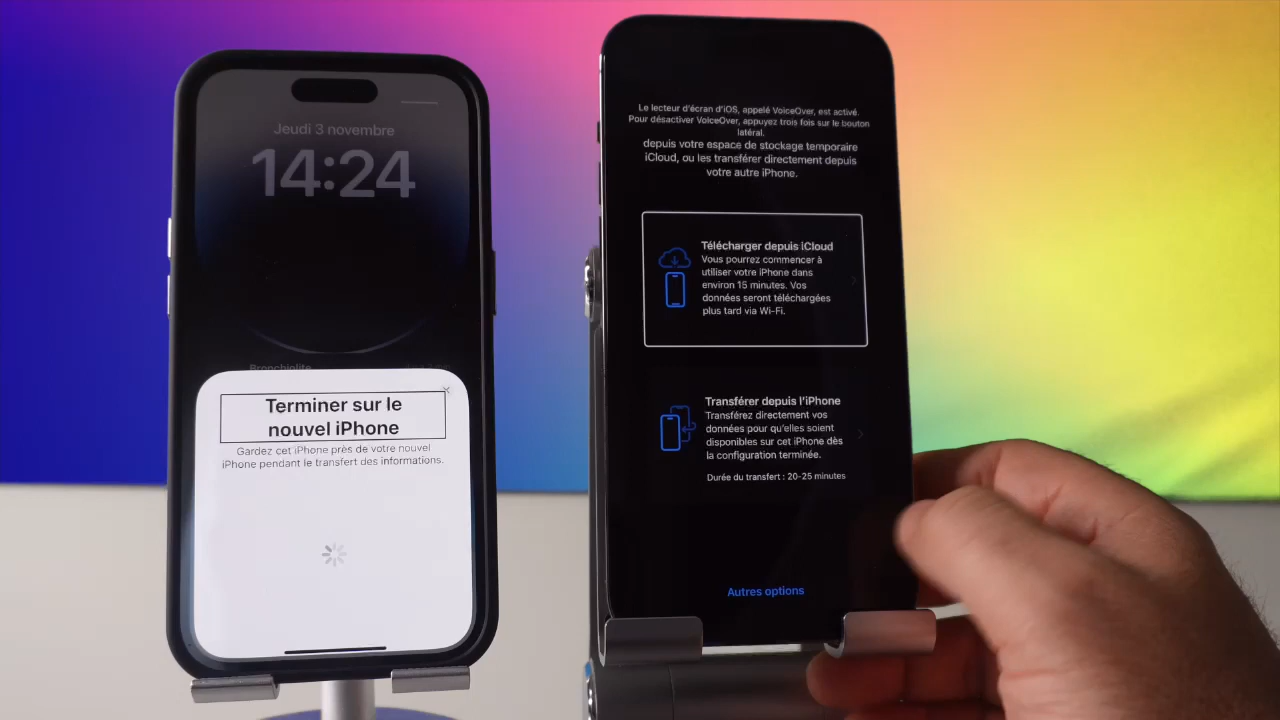 Jeudi 3 novembre
14:24
Bronchiolite
Terminer sur le
nouvel iPhone
Gardez cet iPhone près de votre nouvel
iPhone pendant le transfert des informations.
Le lecteur d'écran d'iOS, appelé VoiceOver, est activé.
Pour désactiver VoiceOver, appuyez trois fois sur le bouton
latéral.
depuis votre espace de stockage temporaire
iCloud, ou les transférer directement depuis
votre autre iPhone.
Télécharger depuis iCloud
Vous pourrez commencer à
utiliser votre iPhone dans
environ 15 minutes. Vos
données seront téléchargées
plus tard via Wi-Fi.
Transférer depuis l'iPhone
Transférez directement vos
données pour qu'elles soient
disponibles sur cet iPhone dès
la configuration terminée.
Durée du transfert : 20-25 minutes
Autres options